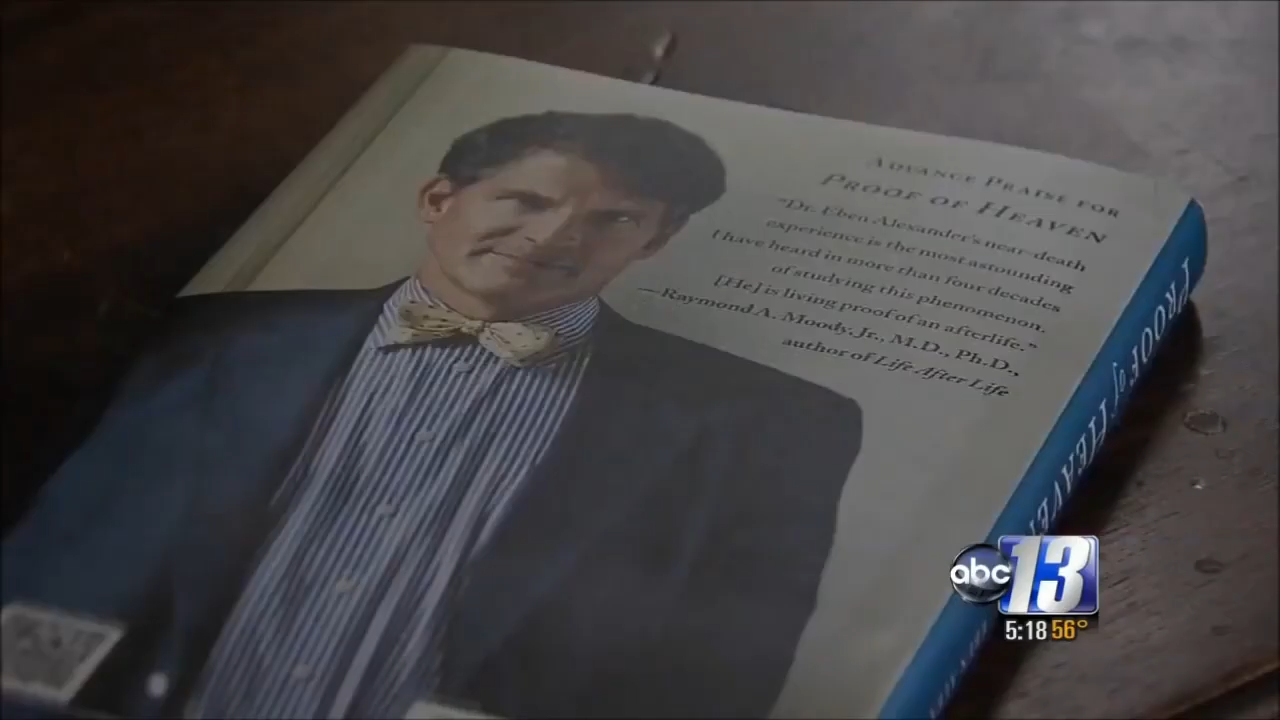 ADVANCE PRAISE FOR
PROOF OF HEAVEN
"Dr. Eben Alexander's near-death
experience is the most astounding
I have heard in more than four decades
of studying this phenomenon.
[He] is living proof of an afterlife."
—Raymond A. Moody, Jr., M.D., Ph.D.,
author of Life After Life
PROOF of HEAVEN
abc 13
5:18 56°